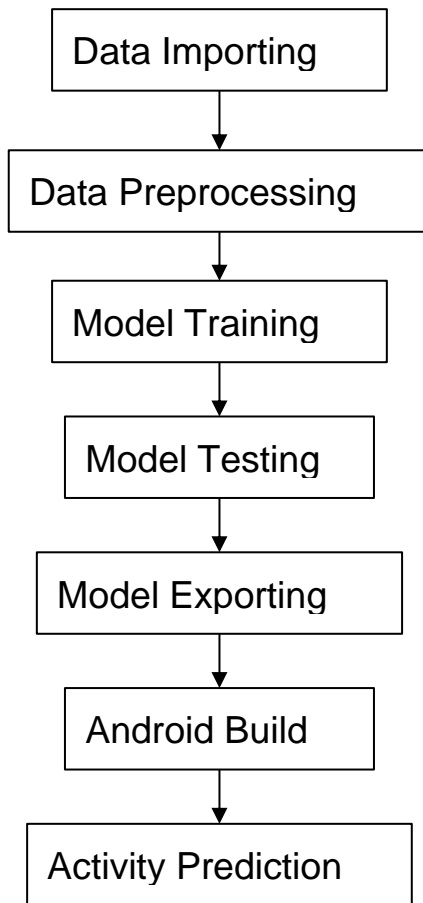 Data Importing
Data Preprocessing
Model Training
Model Testing
Model Exporting
Android Build
Activity Prediction